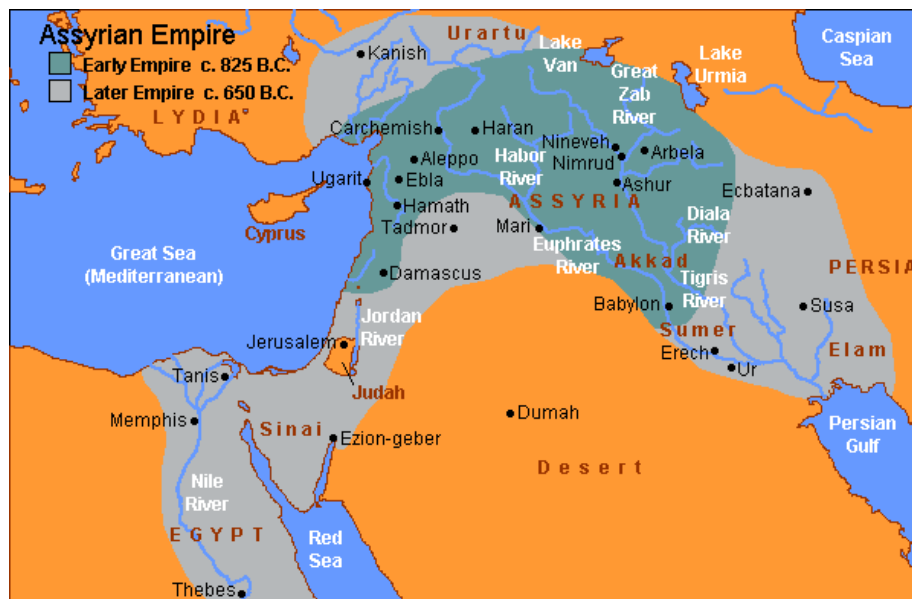 Assyrian Empire
Early Empire c. 825 B.C.
Later Empire c. 650 B.C.
LYDIA
Kanish
Urartu
Lake
Van
Great
Zab
River
Lake
Urmia
Caspian
Sea
Carchemish
Haran
Nineveh
Nimrud
Arbela
Aleppo
Habor
River
Ugarit
Ebla
Ashur
Ecbatana
ASSYRIA
Hamath
Cyprus
Tadmor
Mari
Diala
River
Great Sea
(Mediterranean)
Euphrates
River
Akkad
PERSIA
Damascus
Tigris
River
Babylon
Susa
Jordan
River
Sumer
Jerusalem
Erech
Elam
Ur
Tanis
Judah
Memphis
Sinai
Dumah
Persian
Gulf
Ezion-geber
Desert
Nile
River
EGYPT
Red
Sea
Thebes